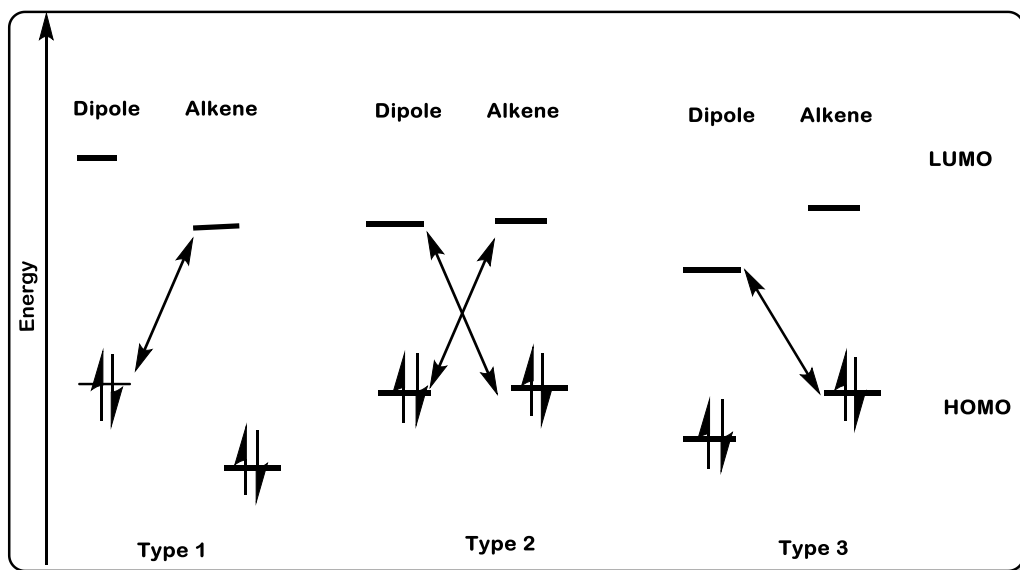 Dipole Alkene
Dipole Alkene
Dipole Alkene
LUMO
Energy
HOMO
Type 1
Type 2
Type 3